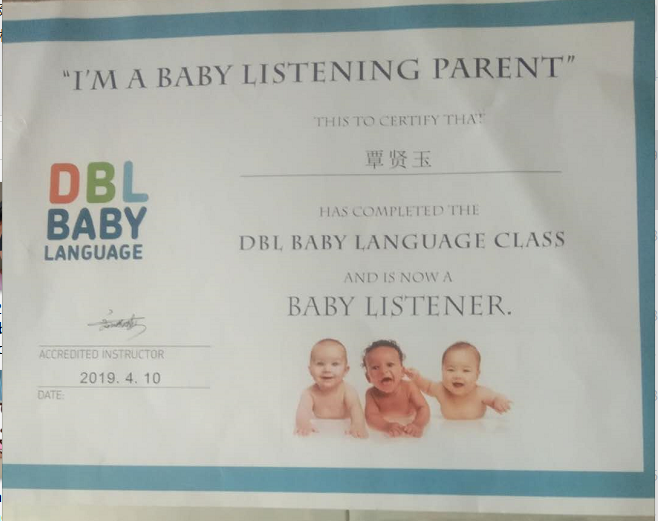 "I'M A BABY LISTENING PARENT"
THIS TO CERTIFY THAT
覃贤玉
HAS COMPLETED THE
DBL BABY LANGUAGE CLASS
AND IS NOW A
BABY LISTENER.
DBL
BABY
LANGUAGE
ACCREDITED INSTRUCTOR
2019. 4. 10
DATE: